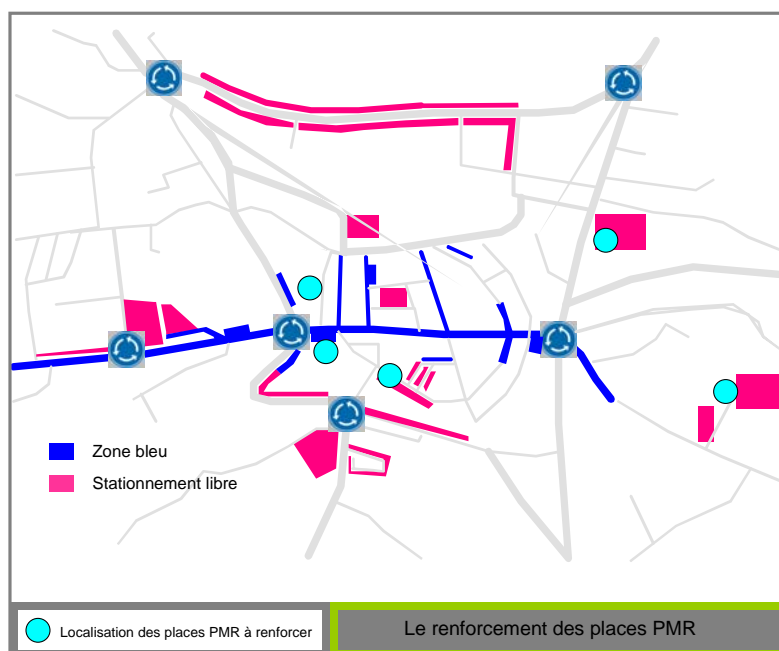 Zone bleu
Stationnement libre
Localisation des places PMR à renforcer
Le renforcement des places PMR